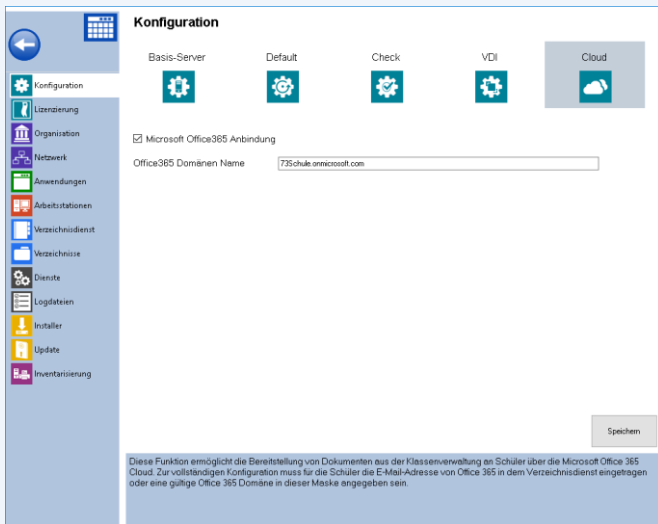 Konfiguration
Basis-Server Default Check VDI Cloud
Konfiguration
Lizenzierung
Organisation
Netzwerk
Anwendungen
Arbeitsstationen
Verzeichnisdienst
Verzeichnisse
Dienste
Logdateien
Installer
Update
Inventarisierung
Microsoft Office365 Anbindung
Office365 Domänen Name 73Schule.onmicrosoft.com
Speichern
Diese Funktion ermöglicht die Bereitstellung von Dokumenten aus der Klassenverwaltung an Schüler über die Microsoft Office 365
Cloud. Zur vollständigen Konfiguration muss für die Schüler die E-Mail-Adresse von Office 365 in dem Verzeichnisdienst eingetragen
oder eine gültige Office 365 Domäne in dieser Maske angegeben sein.